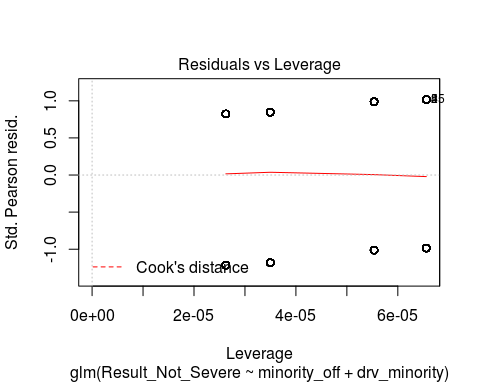 Residuals vs Leverage
Std. Pearson resid.
1.0
0.5
0.0
-1.0
Cook's distance
0e+00 2e-05 4e-05 6e-05
Leverage
glm(Result_Not_Severe ~ minority_off + drv_minority)